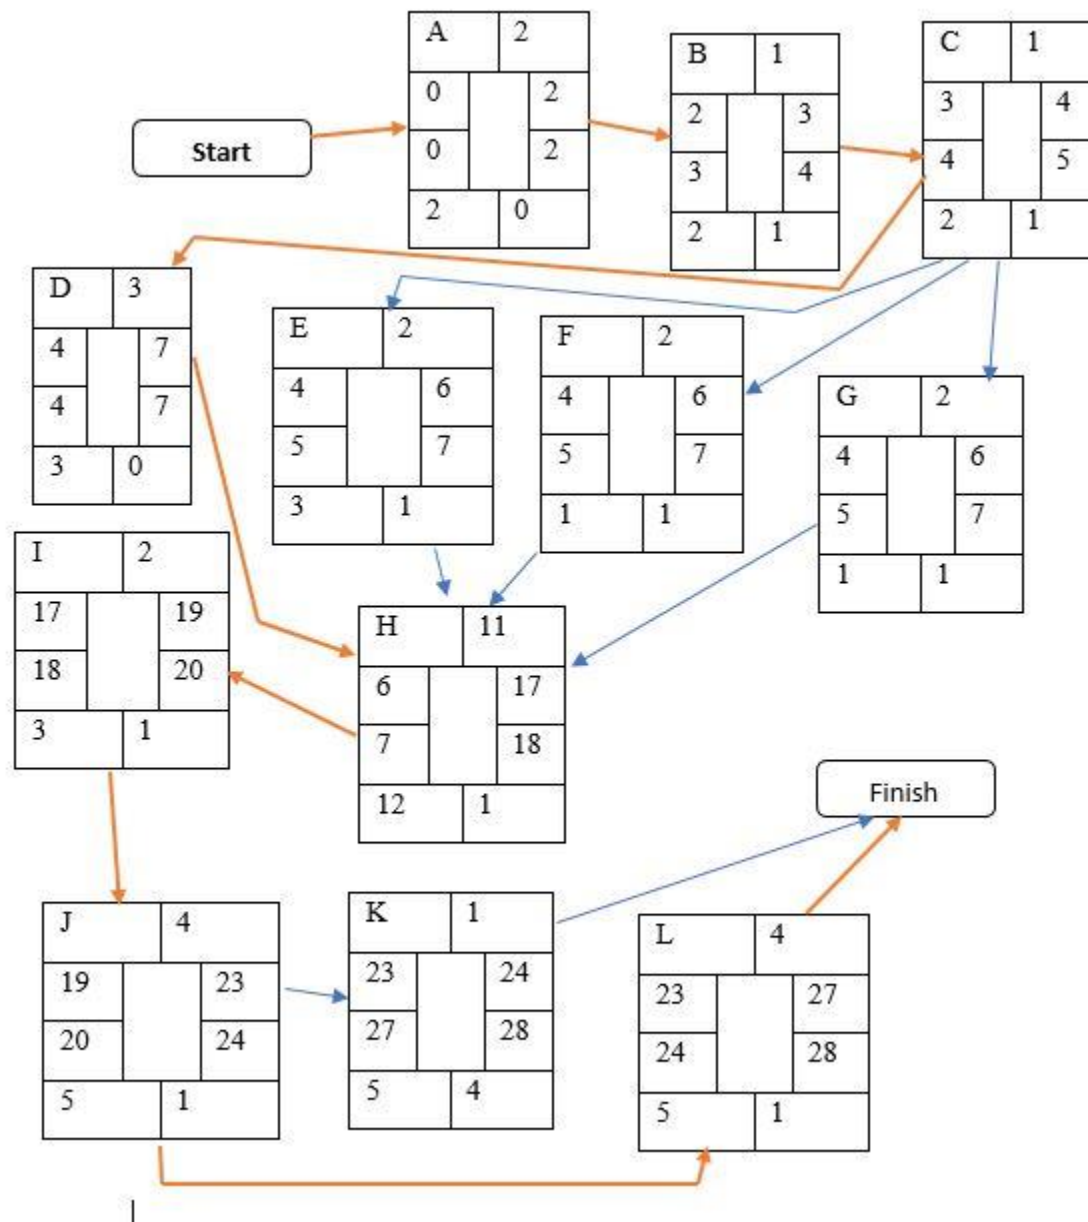 Start
A 2
0 2
0 2
2 0
B 1
2 3
3 4
2 1
C 1
3 4
4 5
2 1
D 3
4 7
4 7
3 0
E 2
4 6
5 7
3 1
F 2
4 6
5 7
1 1
G 2
4 6
5 7
1 1
I 2
17 19
18 20
3 1
H 11
6 17
7 18
12 1
Finish
J 4
19 23
20 24
5 1
K 1
23 24
27 28
5 4
L 4
23 27
24 28
5 1